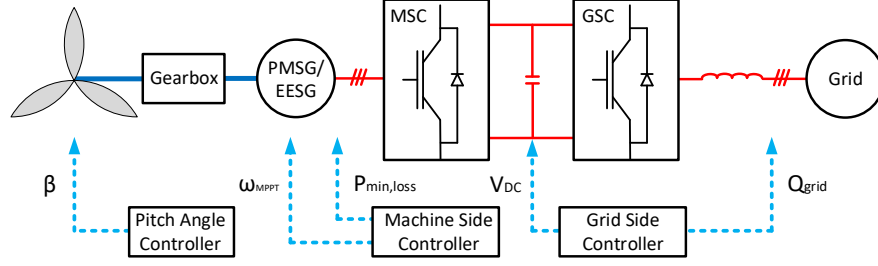 MSC
GSC
Gearbox
PMSG/
EESG
Grid
β
ωMPPT
Pmin,loss
VDC
Qgrid
Pitch Angle
Controller
Machine Side
Controller
Grid Side
Controller